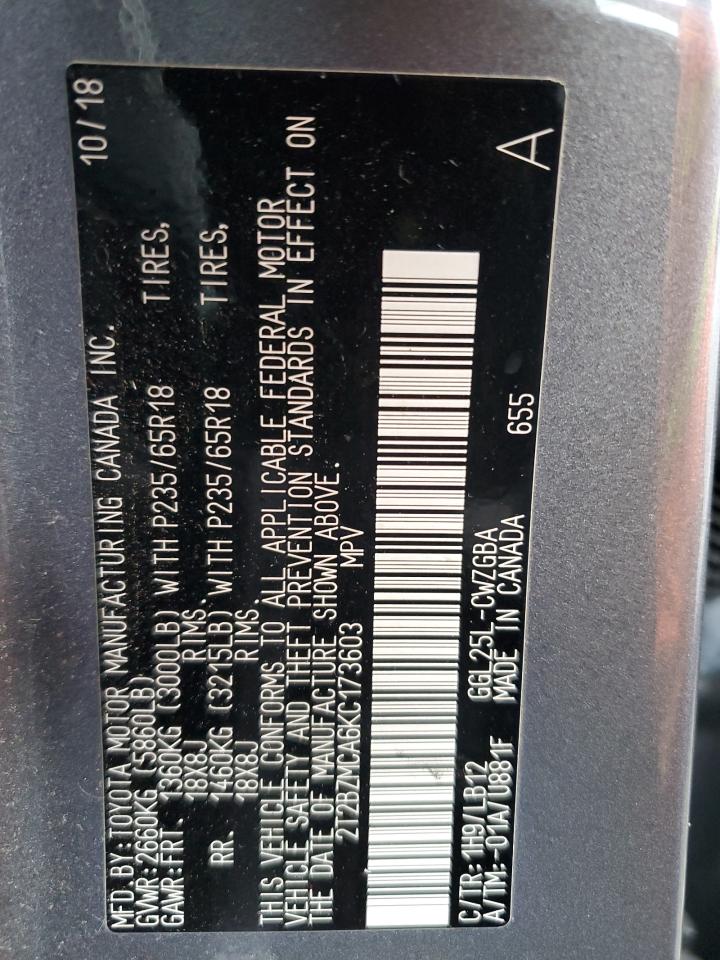 MFD. BY: TOYOTA MOTOR MANUFACTURING CANADA INC. 10/18
GVWR: 2660KG (5860LB)
GAWR: FRT. 1360KG (3000LB) WITH P235/65R18 TIRES,
18X8J RIMS.
RR. 1460KG (3215LB) WITH P235/65R18 TIRES,
18X8J RIMS.
THIS VEHICLE CONFORMS TO ALL APPLICABLE FEDERAL MOTOR
VEHICLE SAFETY AND THEFT PREVENTION STANDARDS IN EFFECT ON
THE DATE OF MANUFACTURE SHOWN ABOVE.
2T2BZMCA6KC173603 MPV
C/TR: 1H9/LB12 GGL25L-CWZGBA 655 A
A/TM:-01A/U881F MADE IN CANADA